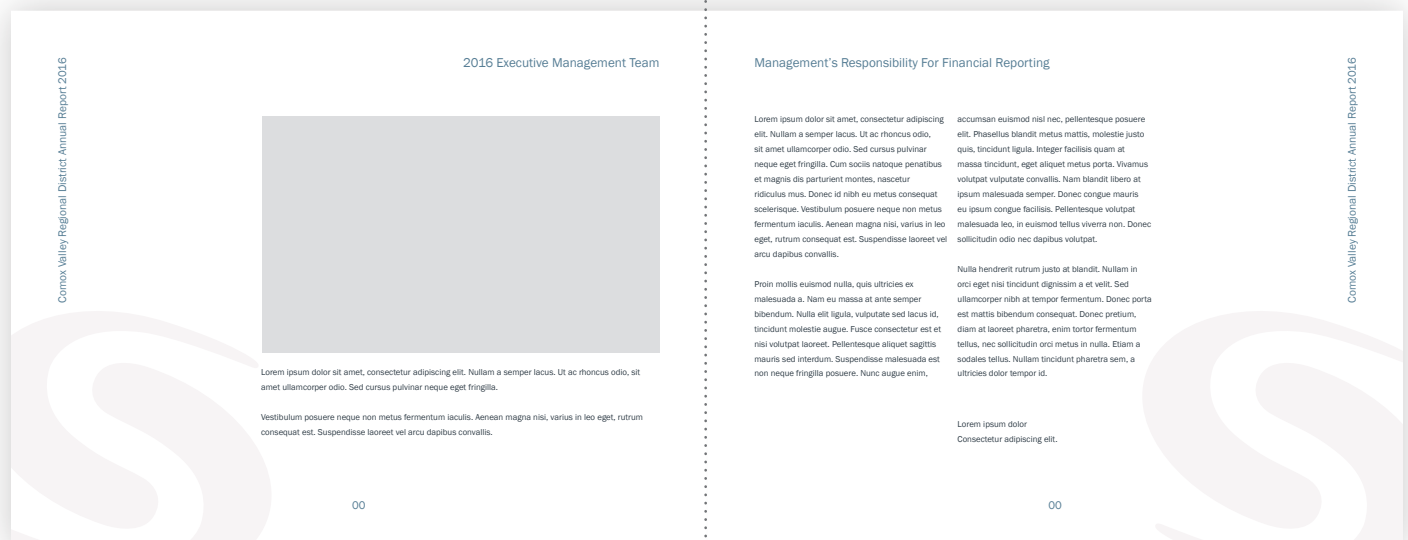 Comox Valley Regional District Annual Report 2016
2016 Executive Management Team
Lorem ipsum dolor sit amet, consectetur adipiscing elit. Nullam a semper lacus. Ut ac rhoncus odio, sit
amet ullamcorper odio. Sed cursus pulvinar neque eget fringilla.
Vestibulum posuere neque non metus fermentum iaculis. Aenean magna nisi, varius in leo eget, rutrum
consequat est. Suspendisse laoreet vel arcu dapibus convallis.
00
Management's Responsibility For Financial Reporting
Lorem ipsum dolor sit amet, consectetur adipiscing
elit. Nullam a semper lacus. Ut ac rhoncus odio,
sit amet ullamcorper odio. Sed cursus pulvinar
neque eget fringilla. Cum sociis natoque penatibus
et magnis dis parturient montes, nascetur
ridiculus mus. Donec id nibh eu metus consequat
scelerisque. Vestibulum posuere neque non metus
fermentum iaculis. Aenean magna nisi, varius in leo
eget, rutrum consequat est. Suspendisse laoreet vel
arcu dapibus convallis.
Proin mollis euismod nulla, quis ultricies ex
malesuada a. Nam eu massa at ante semper
bibendum. Nulla elit ligula, vulputate sed lacus id,
tincidunt molestie augue. Fusce consectetur est et
nisi volutpat laoreet. Pellentesque aliquet sagittis
mauris sed interdum. Suspendisse malesuada est
non neque fringilla posuere. Nunc augue enim,
accumsan euismod nisl nec, pellentesque posuere
elit. Phasellus blandit metus mattis, molestie justo
quis, tincidunt ligula. Integer facilisis quam at
massa tincidunt, eget aliquet metus porta. Vivamus
volutpat vulputate convallis. Nam blandit libero at
ipsum malesuada semper. Donec congue mauris
eu ipsum congue facilisis. Pellentesque volutpat
malesuada leo, in euismod tellus viverra non. Donec
sollicitudin odio nec dapibus volutpat.
Nulla hendrerit rutrum justo at blandit. Nullam in
orci eget nisi tincidunt dignissim a et velit. Sed
ullamcorper nibh at tempor fermentum. Donec porta
est mattis bibendum consequat. Donec pretium,
diam at laoreet pharetra, enim tortor fermentum
tellus, nec sollicitudin orci metus in nulla. Etiam a
sodales tellus. Nullam tincidunt pharetra sem, a
ultricies dolor tempor id.
Lorem ipsum dolor
Consectetur adipiscing elit.
00
Comox Valley Regional District Annual Report 2016